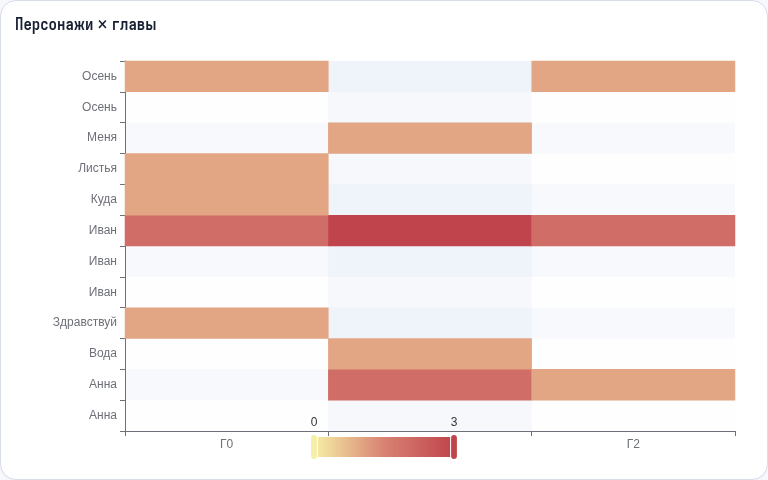 Персонажи × главы
Осень
Осень
Меня
Листья
Куда
Иван
Иван
Иван
Здравствуй
Вода
Анна
Анна
0
3
Г0
Г2